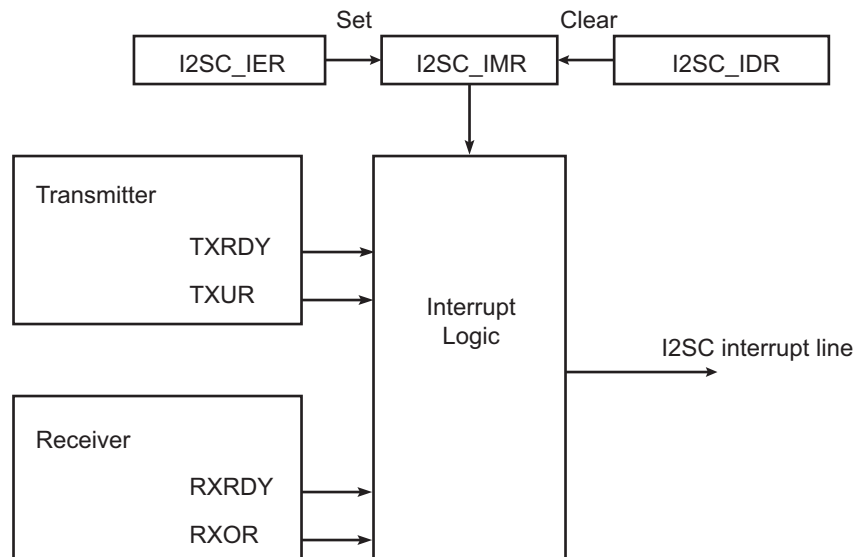 Set
Clear
I2SC_IER
I2SC_IMR
I2SC_IDR
Transmitter
TXRDY
TXUR
Interrupt
Logic
I2SC interrupt line
Receiver
RXRDY
RXOR